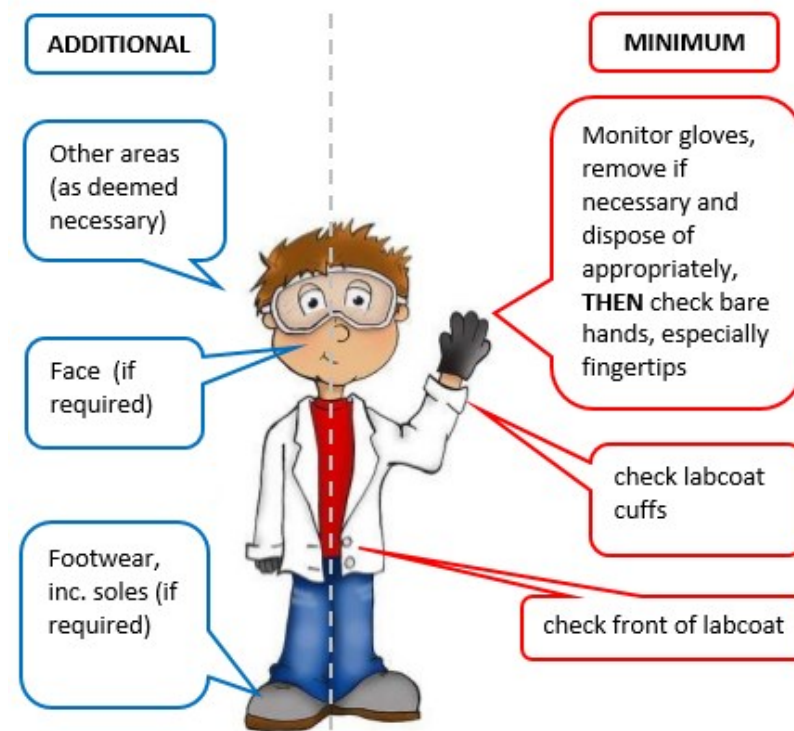 ADDITIONAL
Other areas
(as deemed
necessary)
Face (if
required)
Footwear,
inc. soles (if
required)
MINIMUM
Monitor gloves,
remove if
necessary and
dispose of
appropriately,
THEN check bare
hands, especially
fingertips
check labcoat
cuffs
check front of labcoat